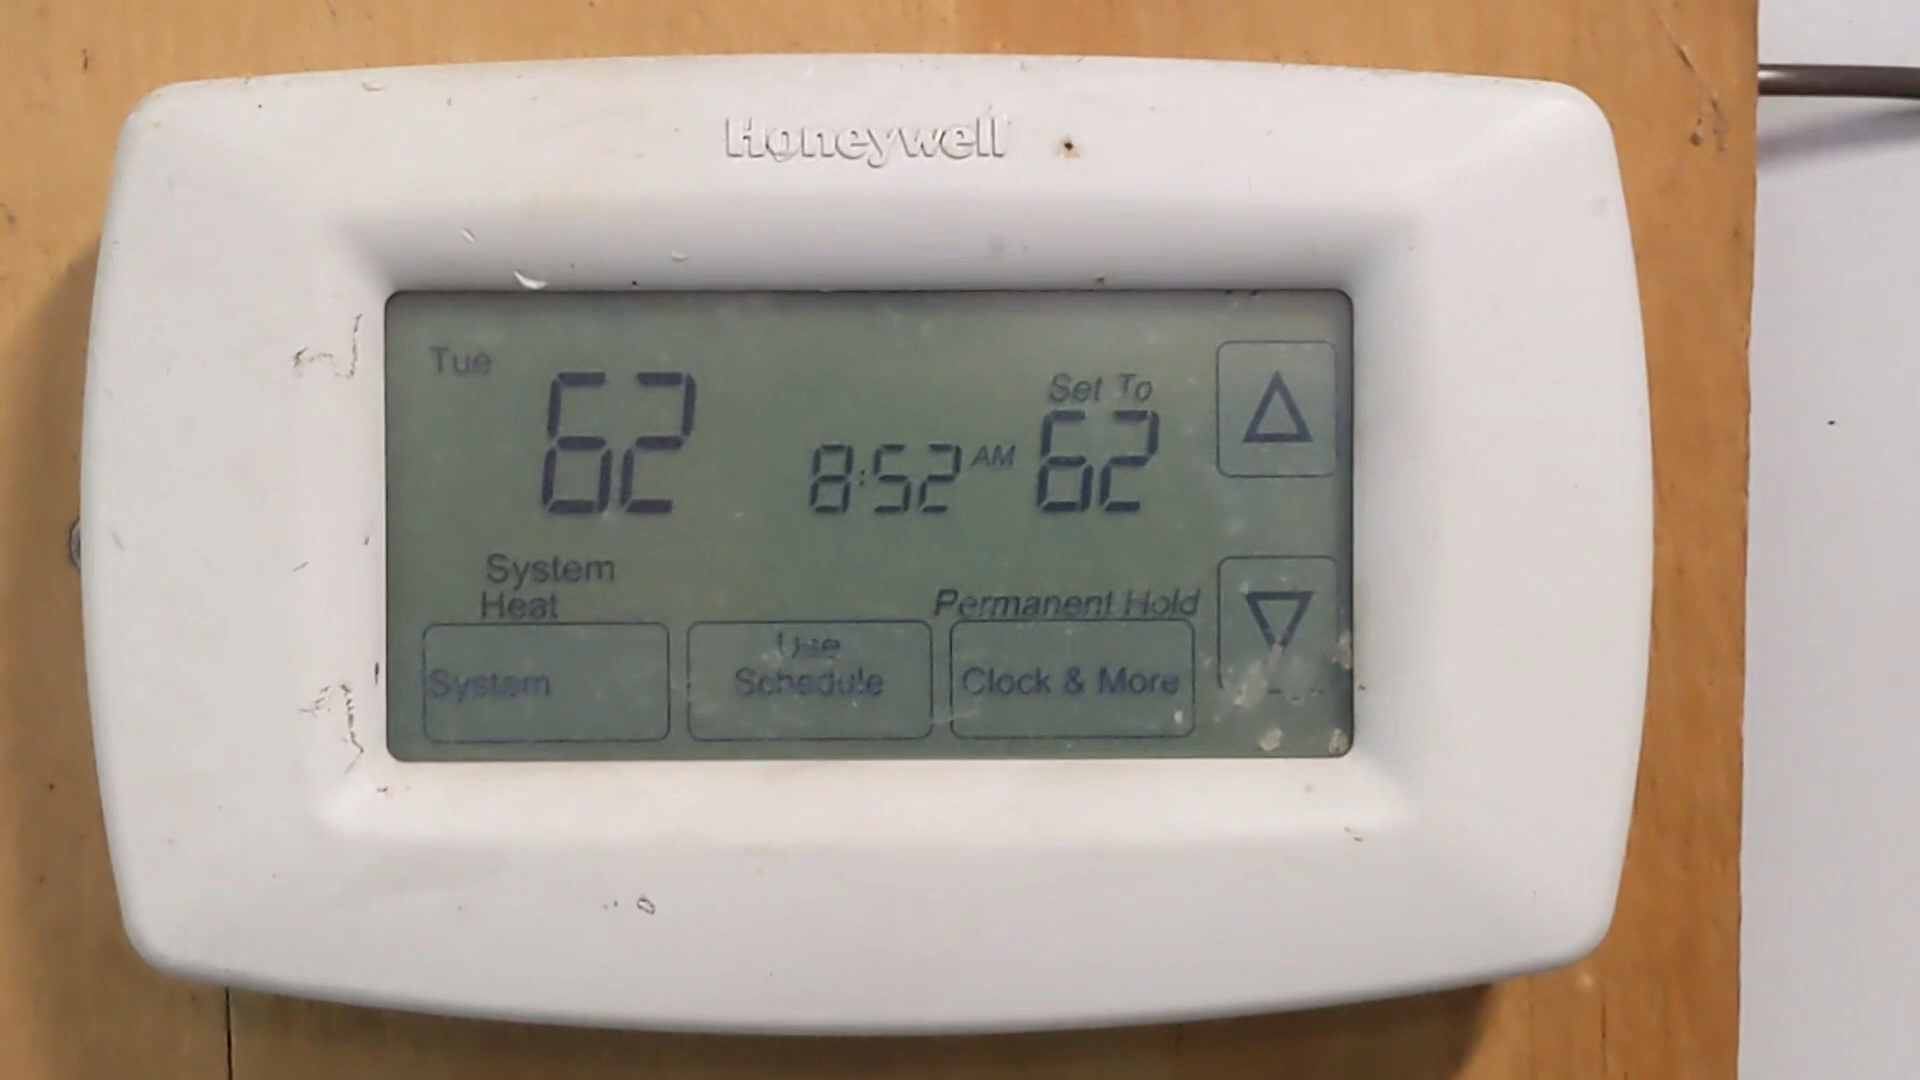 Honeywell
Tue
62
8:52 AM
Set To
62
System
Heat
Permanent Hold
System
Use
Schedule
Clock & More